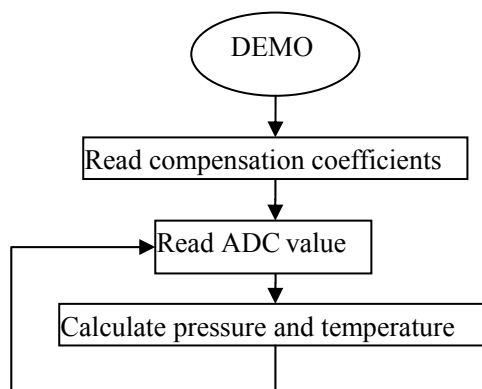 DEMO
Read compensation coefficients
Read ADC value
Calculate pressure and temperature